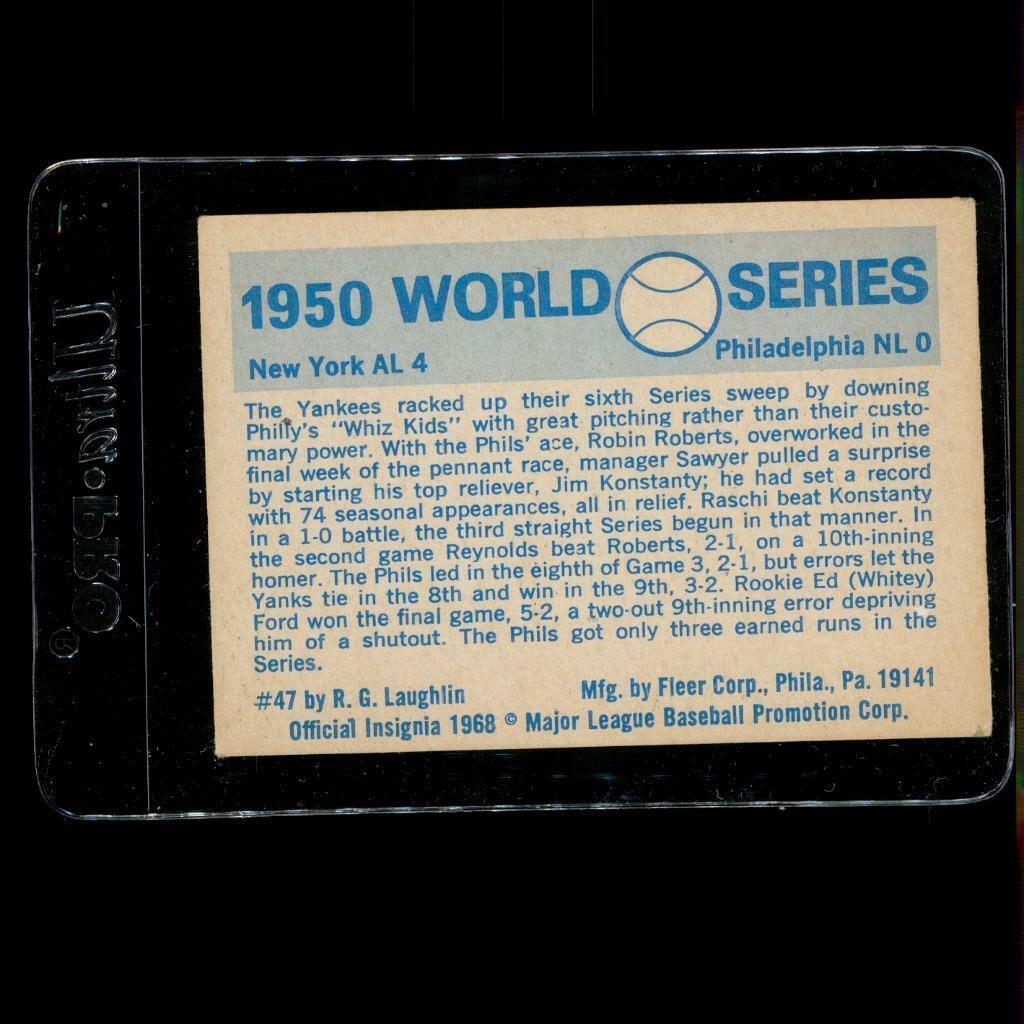 1950 WORLD SERIES
New York AL 4
Philadelphia NL 0
The Yankees racked up their sixth Series sweep by downing
Philly's "Whiz Kids" with great pitching rather than their custo-
mary power. With the Phils' ace, Robin Roberts, overworked in the
final week of the pennant race, manager Sawyer pulled a surprise
by starting his top reliever, Jim Konstanty; he had set a record
with 74 seasonal appearances, all in relief. Raschi beat Konstanty
in a 1-0 battle, the third straight Series begun in that manner. In
the second game Reynolds beat Roberts, 2-1, on a 10th-inning
homer. The Phils led in the eighth of Game 3, 2-1, but errors let the
Yanks tie in the 8th and win in the 9th, 3-2. Rookie Ed (Whitey)
Ford won the final game, 5-2, a two-out 9th-inning error depriving
him of a shutout. The Phils got only three earned runs in the
Series.
#47 by R. G. Laughlin
Mfg. by Fleer Corp., Phila., Pa. 19141
Official Insignia 1968 © Major League Baseball Promotion Corp.